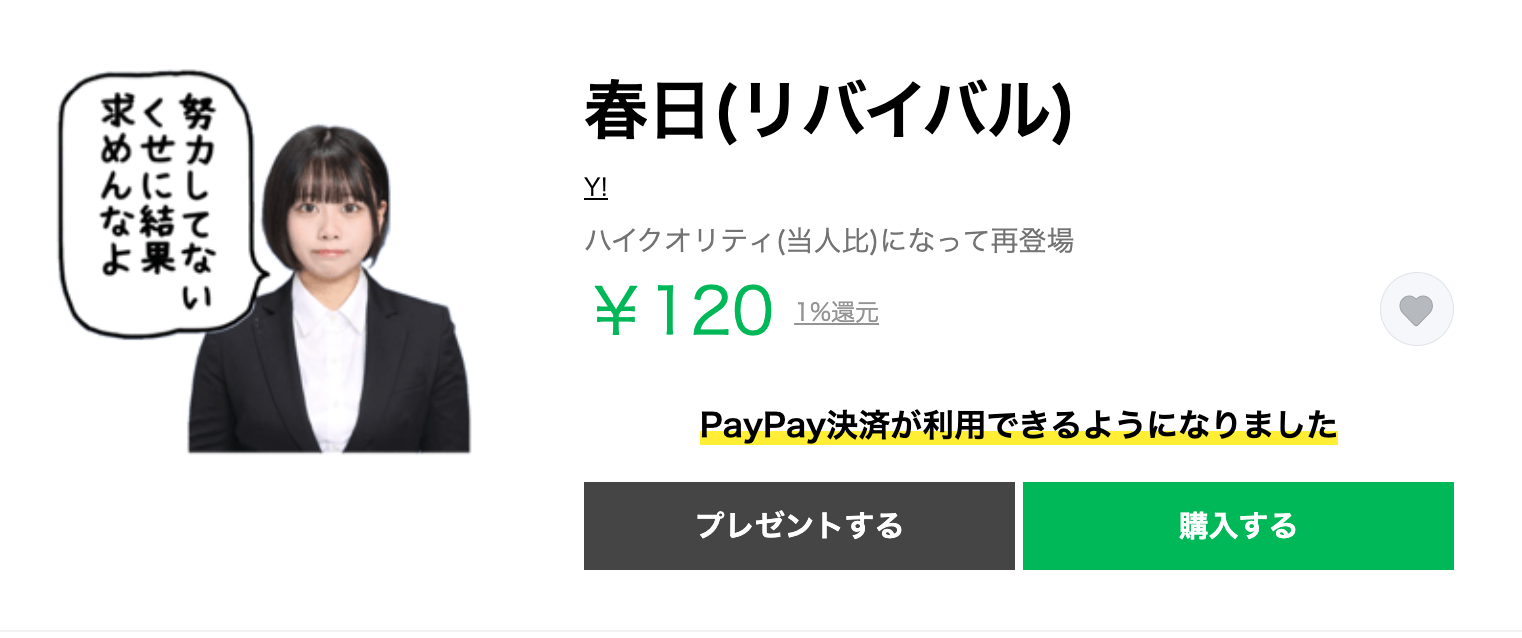 努力してない
くせに結果
求めんなよ
春日(リバイバル)
Y!
ハイクオリティ(当人比)になって再登場
￥120 1%還元
PayPay決済が利用できるようになりました
プレゼントする 購入する